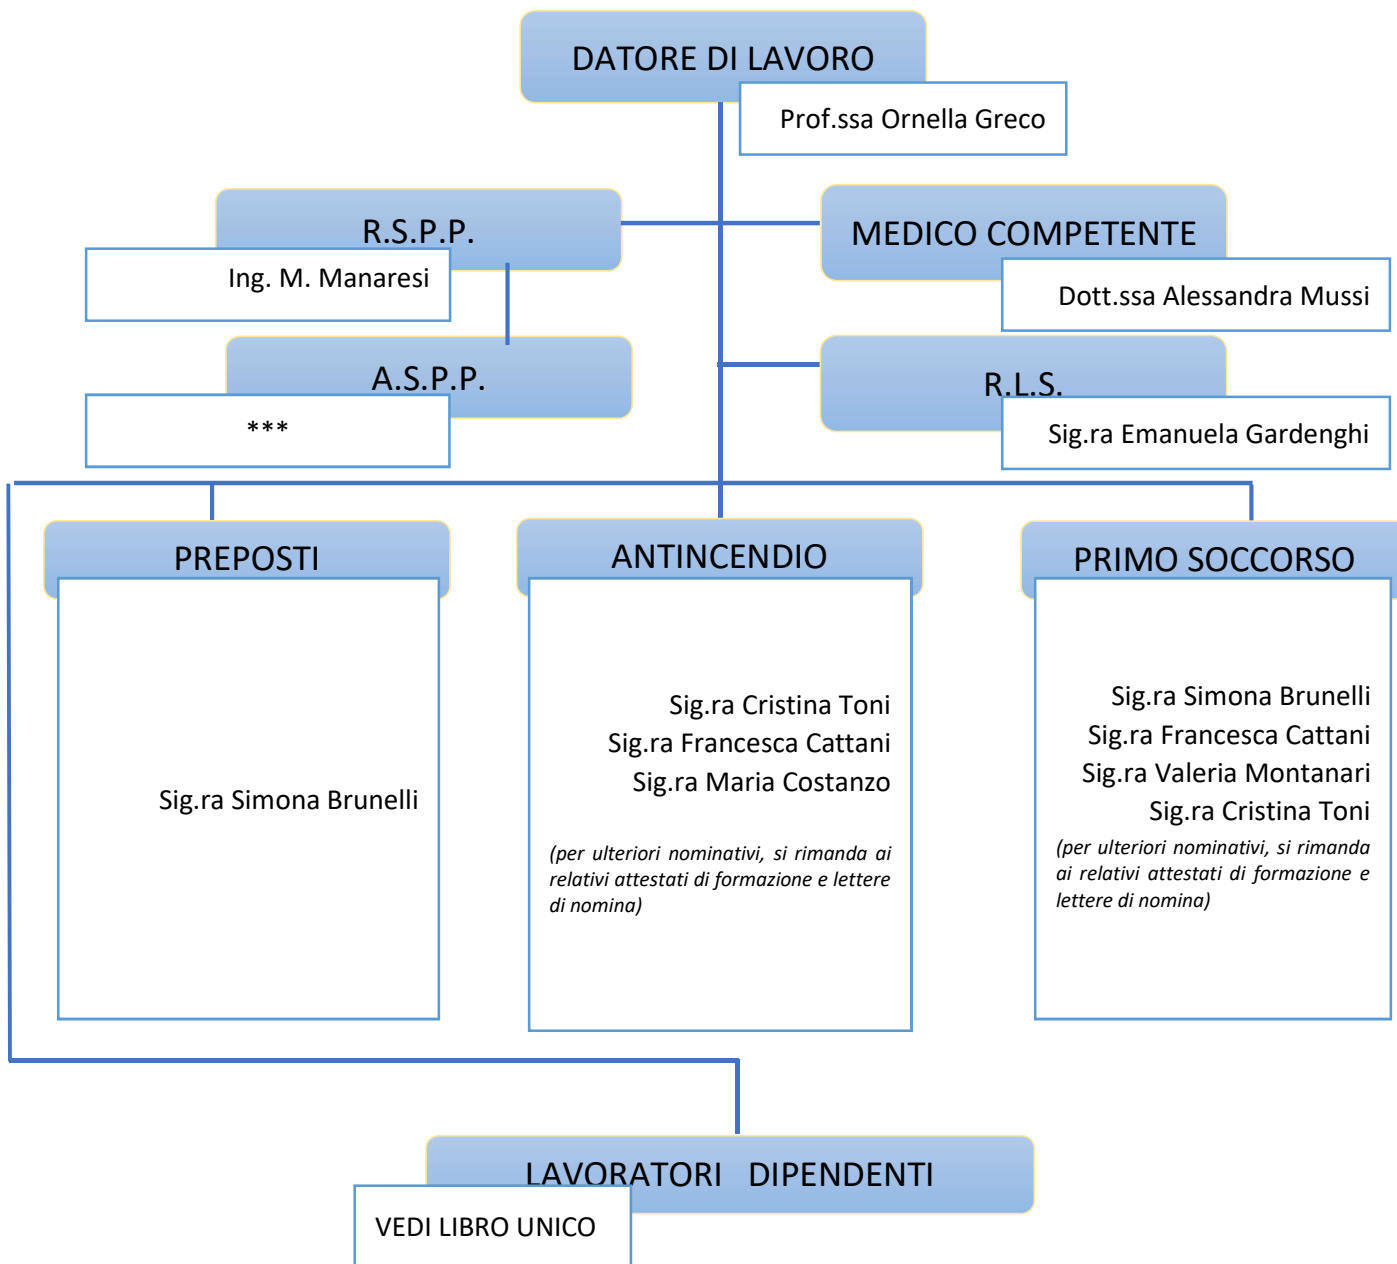 DATORE DI LAVORO
Prof.ssa Ornella Greco
R.S.P.P.
Ing. M. Manaresi
MEDICO COMPETENTE
Dott.ssa Alessandra Mussi
A.S.P.P.
***
R.L.S.
Sig.ra Emanuela Gardenghi
PREPOSTI
Sig.ra Simona Brunelli
ANTINCENDIO
Sig.ra Cristina Toni
Sig.ra Francesca Cattani
Sig.ra Maria Costanzo
(per ulteriori nominativi, si rimanda ai
relativi attestati di formazione e lettere
di nomina)
PRIMO SOCCORSO
Sig.ra Simona Brunelli
Sig.ra Francesca Cattani
Sig.ra Valeria Montanari
Sig.ra Cristina Toni
(per ulteriori nominativi, si rimanda
ai relativi attestati di formazione e
lettere di nomina)
LAVORATORI DIPENDENTI
VEDI LIBRO UNICO